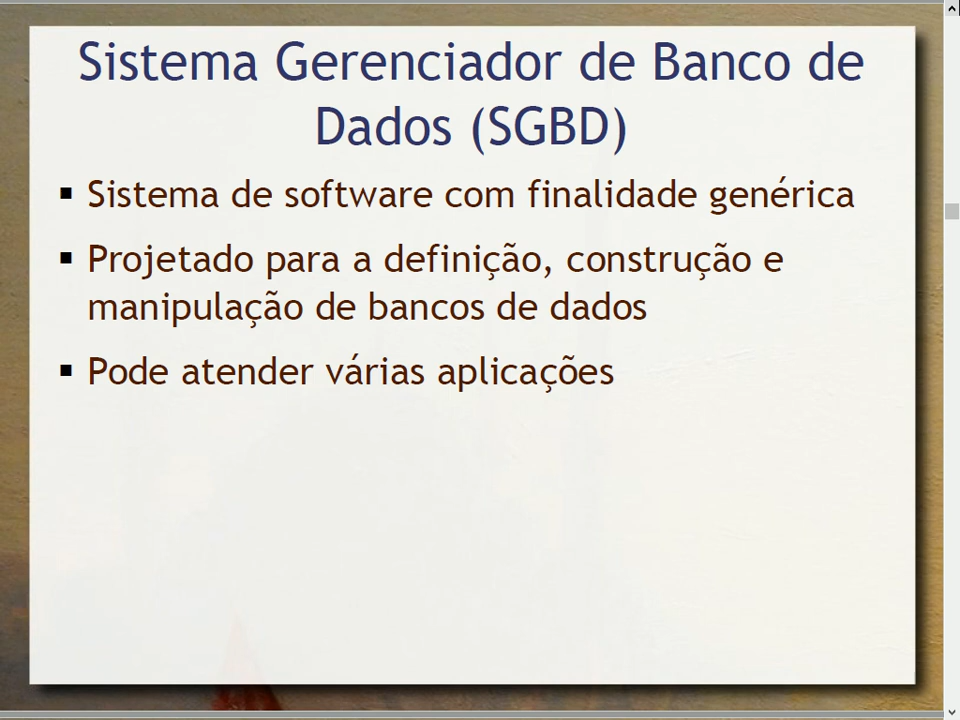 Sistema Gerenciador de Banco de
Dados (SGBD)
▪ Sistema de software com finalidade genérica
▪ Projetado para a definição, construção e
manipulação de bancos de dados
▪ Pode atender várias aplicações